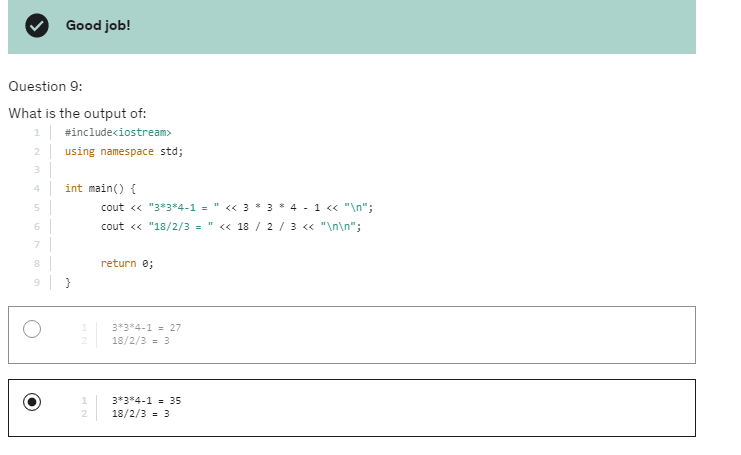 Good job!
Question 9:
What is the output of:
1 #include<iostream>
2 using namespace std;
3
4 int main() {
5 cout << "3*3*4-1 = " << 3 * 3 * 4 - 1 << "\n";
6 cout << "18/2/3 = " << 18 / 2 / 3 << "\n\n";
7
8 return 0;
9 }
1 3*3*4-1 = 27
2 18/2/3 = 3
1 3*3*4-1 = 35
2 18/2/3 = 3